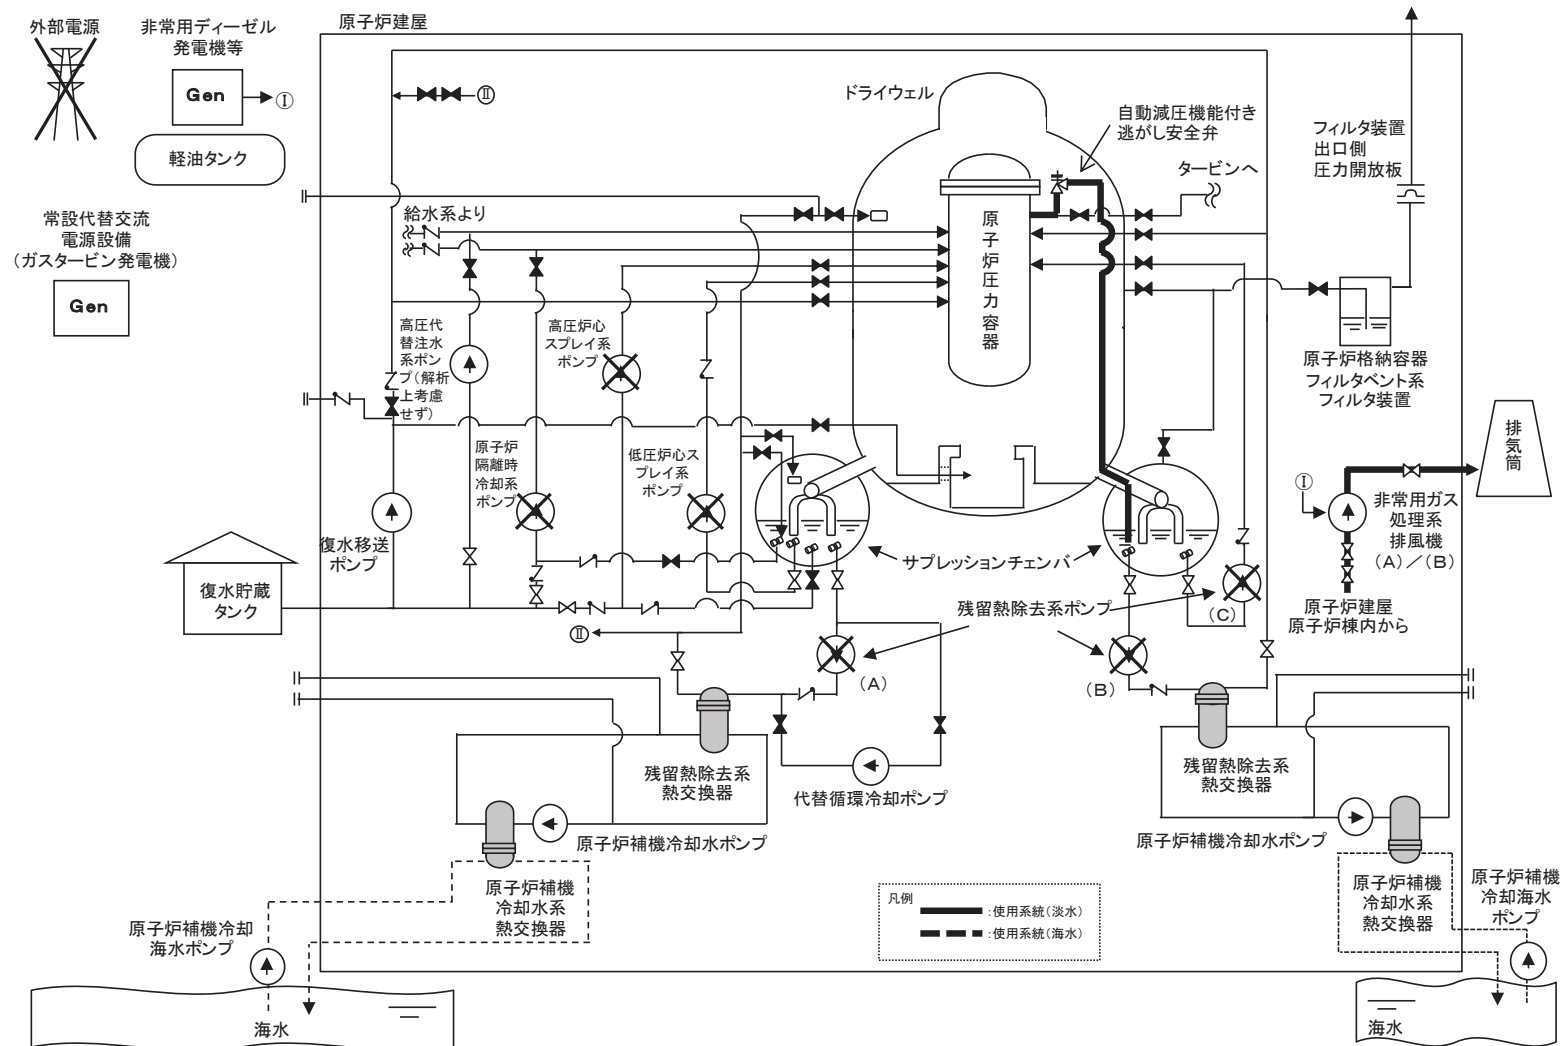 外部電源
非常用ディーゼル
発電機等
Gen
Ⅰ
軽油タンク
常設代替交流
電源設備
（ガスタービン発電機）
Gen
原子炉建屋
Ⅱ
ドライウェル
自動減圧機能付き
逃がし安全弁
タービンへ
フィルタ装置
出口側
圧力開放板
給水系より
原子炉圧力容器
高圧代
替注水
系ポン
プ（解析
上考慮
せず）
高圧炉心
スプレイ系
ポンプ
原子炉格納容器
フィルタベント系
フィルタ装置
排気筒
原子炉
隔離時
冷却系
ポンプ
低圧炉心ス
プレイ系
ポンプ
Ⅰ
非常用ガス
処理系
排風機
（A）／（B）
復水移送
ポンプ
サプレッションチェンバ
復水貯蔵
タンク
残留熱除去系ポンプ
（C）
原子炉建屋
原子炉棟内から
Ⅱ
（A）
（B）
残留熱除去系
熱交換器
代替循環冷却ポンプ
残留熱除去系
熱交換器
原子炉補機冷却水ポンプ
原子炉補機冷却水ポンプ
原子炉補機
冷却水系
熱交換器
凡例
：使用系統（淡水）
：使用系統（海水）
原子炉補機
冷却水系
熱交換器
原子炉補機
冷却海水
ポンプ
原子炉補機冷却
海水ポンプ
海水
海水